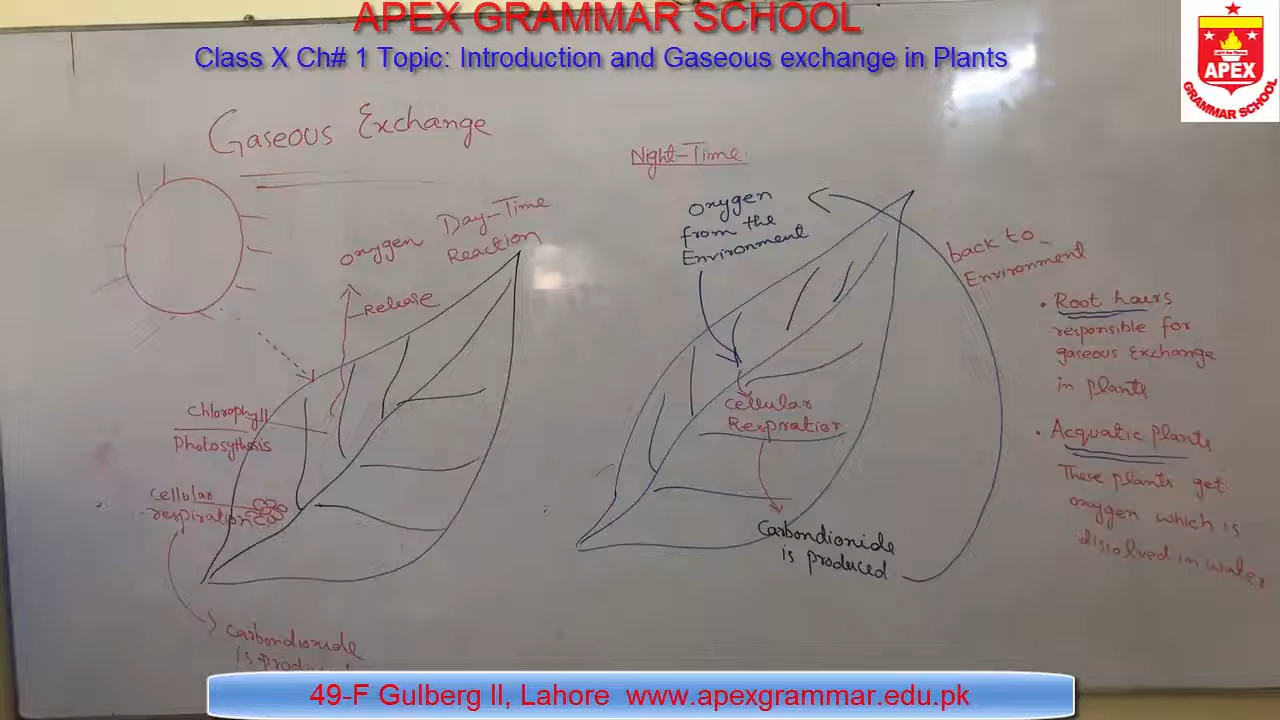 APEX GRAMMAR SCHOOL
Class X Ch# 1 Topic: Introduction and Gaseous exchange in Plants
APEX
GRAMMAR SCHOOL
Gaseous Exchange
Day-Time
Reaction
oxygen
Release
Chlorophyll
Photosythesis
cellular
respiration
Carbondioxide
is produced
Night-Time
Oxygen
from the
Environment
back to
Environment
Cellular
Respiration
Carbondioxide
is produced
• Root hairs
responsible for
gaseous Exchange
in plants
• Acquatic Plants
These plants get
oxygen which is
dissolved in water
49-F Gulberg II, Lahore www.apexgrammar.edu.pk